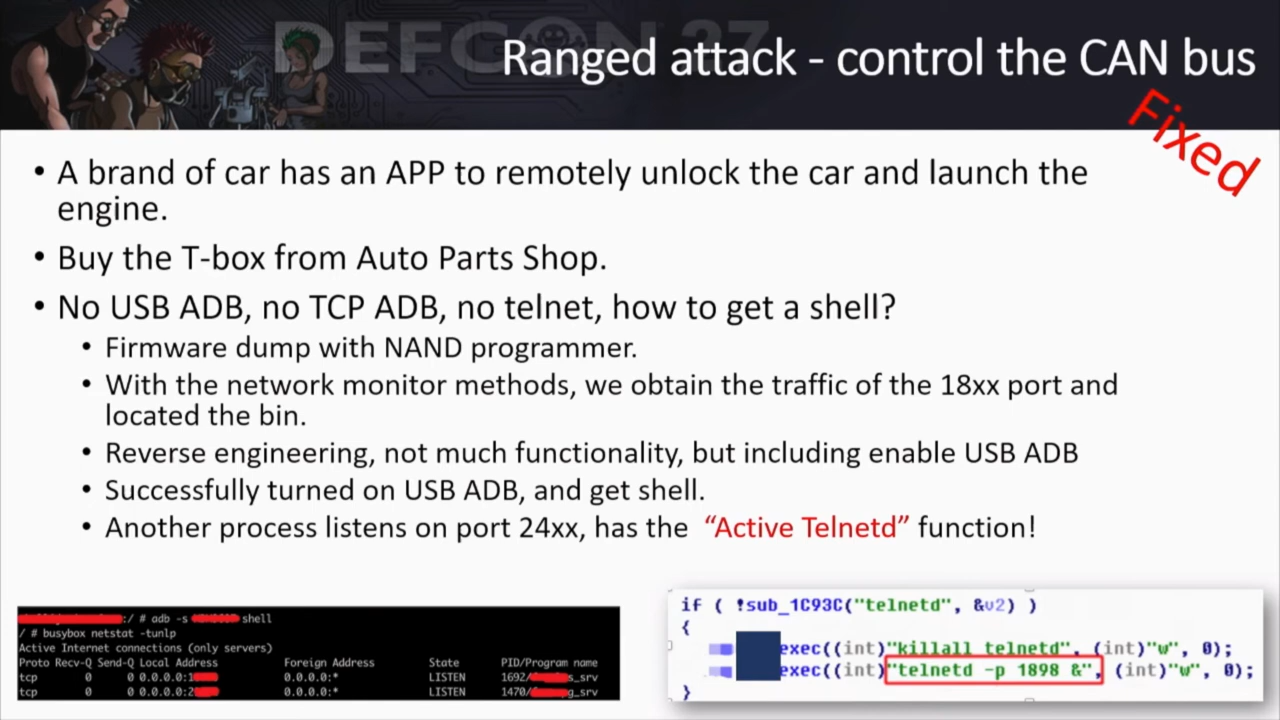 DEFCON 27
Ranged attack - control the CAN bus
Fixed
• A brand of car has an APP to remotely unlock the car and launch the
engine.
• Buy the T-box from Auto Parts Shop.
• No USB ADB, no TCP ADB, no telnet, how to get a shell?
• Firmware dump with NAND programmer.
• With the network monitor methods, we obtain the traffic of the 18xx port and
located the bin.
• Reverse engineering, not much functionality, but including enable USB ADB
• Successfully turned on USB ADB, and get shell.
• Another process listens on port 24xx, has the “Active Telnetd” function!
:/ # adb -s shell
/ # busybox netstat -tunlp
Active Internet connections (only servers)
Proto Recv-Q Send-Q Local Address Foreign Address State PID/Program name
tcp 0 0 0.0.0.0:1 0.0.0.0:* LISTEN 1692/ s_srv
tcp 0 0 0.0.0.0:2 0.0.0.0:* LISTEN 1470/ g_srv
if ( !sub_1C93C("telnetd", &v2) )
{
exec((int)"killall telnetd", (int)"w", 0);
exec((int)"telnetd -p 1898 &", (int)"w", 0);
}